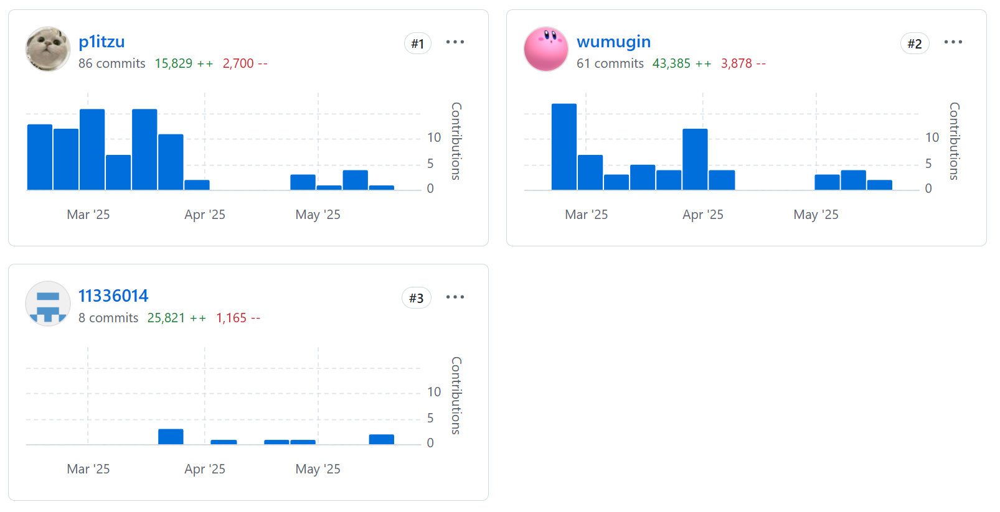 p1itzu
#1
86 commits 15,829 ++ 2,700 --
Contributions
10
5
0
Mar '25 Apr '25 May '25
wumugin
#2
61 commits 43,385 ++ 3,878 --
Contributions
10
5
0
Mar '25 Apr '25 May '25
11336014
#3
8 commits 25,821 ++ 1,165 --
Contributions
10
5
0
Mar '25 Apr '25 May '25